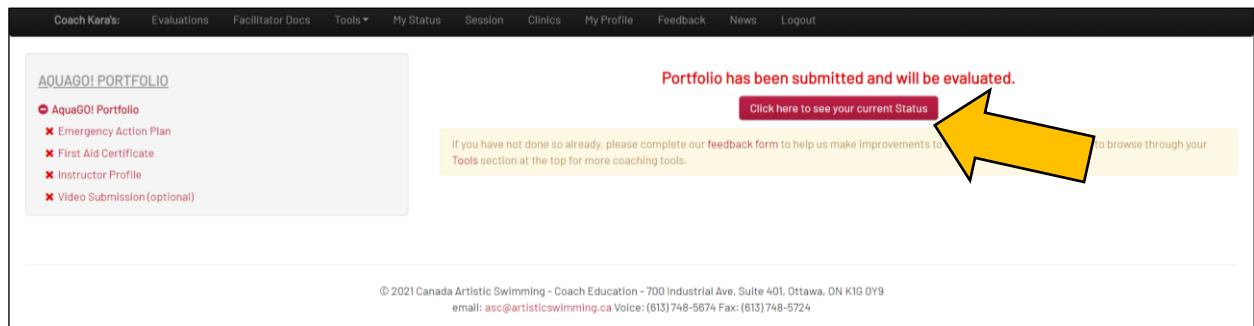 Coach Kara's: Evaluations Facilitator Docs Tools My Status Session Clinics My Profile Feedback News Logout
AQUAGO! PORTFOLIO
AquaGO! Portfolio
Emergency Action Plan
First Aid Certificate
Instructor Profile
Video Submission (optional)
Portfolio has been submitted and will be evaluated.
Click here to see your current Status
If you have not done so already, please complete our feedback form to help us make improvements to to browse through your
Tools section at the top for more coaching tools.
© 2021 Canada Artistic Swimming - Coach Education - 700 Industrial Ave, Suite 401, Ottawa, ON K1G 0Y9
email: asc@artisticswimming.ca Voice: (613) 748-5674 Fax: (613) 748-5724